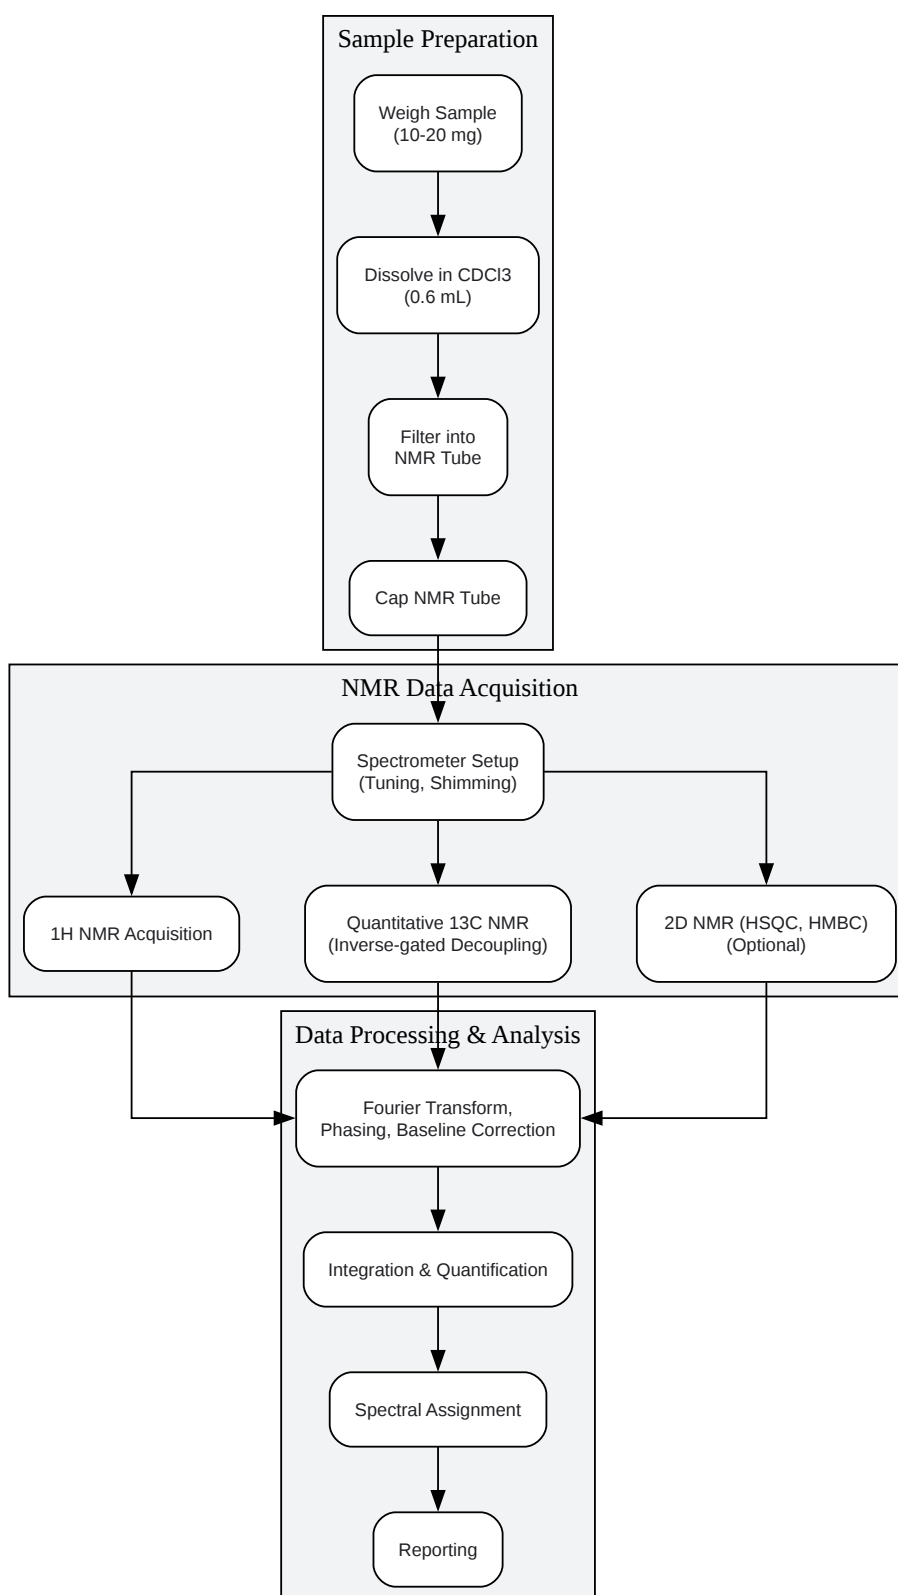 Sample Preparation
Weigh Sample
(10-20 mg)
Dissolve in CDCl3
(0.6 mL)
Filter into
NMR Tube
Cap NMR Tube
NMR Data Acquisition
Spectrometer Setup
(Tuning, Shimming)
1H NMR Acquisition
Quantitative 13C NMR
(Inverse-gated Decoupling)
2D NMR (HSQC, HMBC)
(Optional)
Data Processing & Analysis
Fourier Transform,
Phasing, Baseline Correction
Integration & Quantification
Spectral Assignment
Reporting